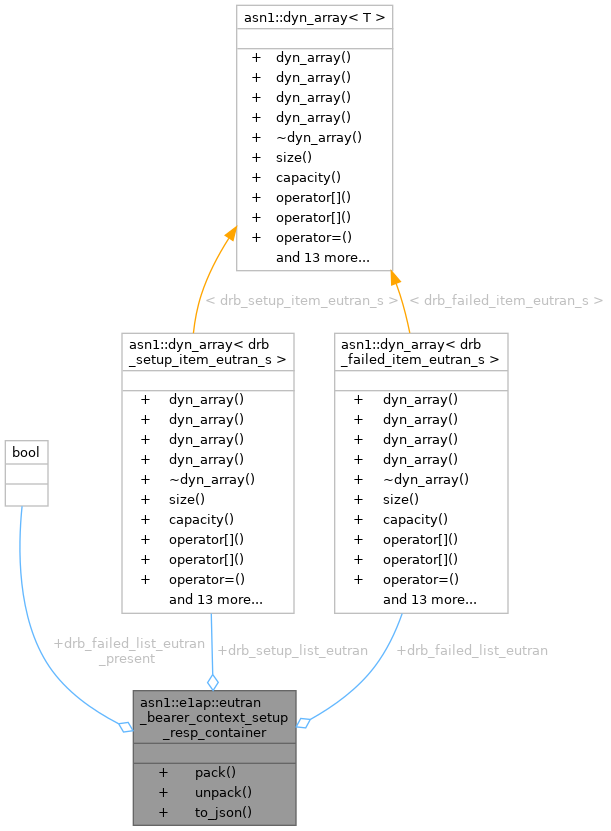 asn1::dyn_array< T >
+ dyn_array()
+ dyn_array()
+ dyn_array()
+ dyn_array()
+ ~dyn_array()
+ size()
+ capacity()
+ operator[]()
+ operator[]()
+ operator=()
and 13 more...
< drb_setup_item_eutran_s >
< drb_failed_item_eutran_s >
asn1::dyn_array< drb
_setup_item_eutran_s >
+ dyn_array()
+ dyn_array()
+ dyn_array()
+ dyn_array()
+ ~dyn_array()
+ size()
+ capacity()
+ operator[]()
+ operator[]()
+ operator=()
and 13 more...
asn1::dyn_array< drb
_failed_item_eutran_s >
+ dyn_array()
+ dyn_array()
+ dyn_array()
+ dyn_array()
+ ~dyn_array()
+ size()
+ capacity()
+ operator[]()
+ operator[]()
+ operator=()
and 13 more...
bool
+drb_failed_list_eutran
_present
+drb_setup_list_eutran
+drb_failed_list_eutran
asn1::e1ap::eutran
_bearer_context_setup
_resp_container
+ pack()
+ unpack()
+ to_json()